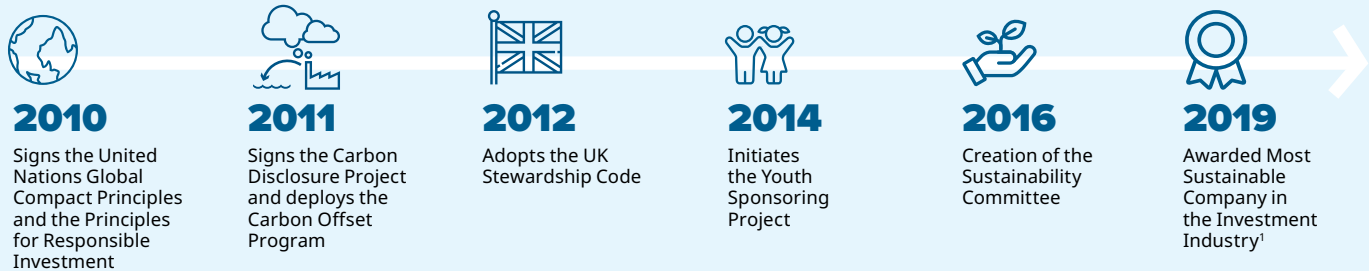 2010
Signs the United
Nations Global
Compact Principles
and the Principles
for Responsible
Investment
2011
Signs the Carbon
Disclosure Project
and deploys the
Carbon Offset
Program
2012
Adopts the UK
Stewardship Code
2014
Initiates
the Youth
Sponsoring
Project
2016
Creation of the
Sustainability
Committee
2019
Awarded Most
Sustainable
Company in
the Investment
Industry¹